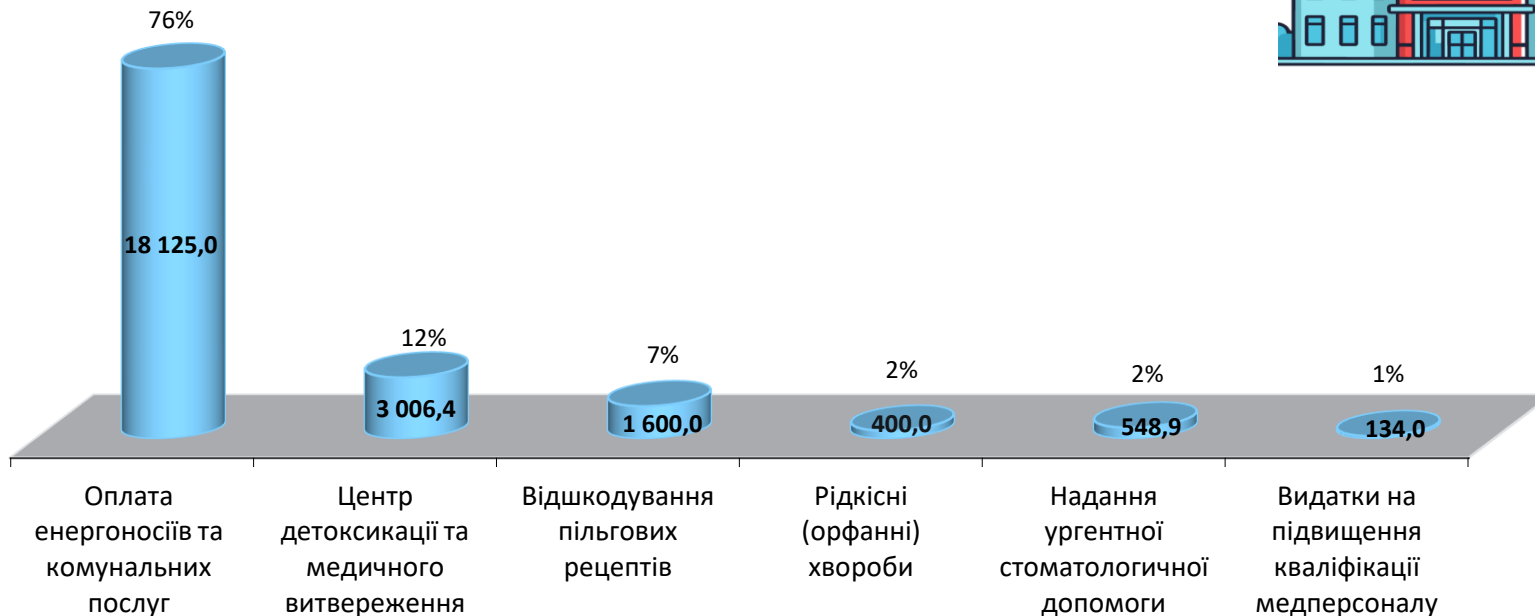 76%
18 125,0
12%
3 006,4
7%
1 600,0
2%
400,0
2%
548,9
1%
134,0
Оплата
енергоносіїв та
комунальних
послуг
Центр
детоксикації та
медичного
витвереження
Відшкодування
пільгових
рецептів
Рідкісні
(орфанні)
хвороби
Надання
ургентної
стоматологичної
допомоги
Видатки на
підвищення
кваліфікації
медперсоналу